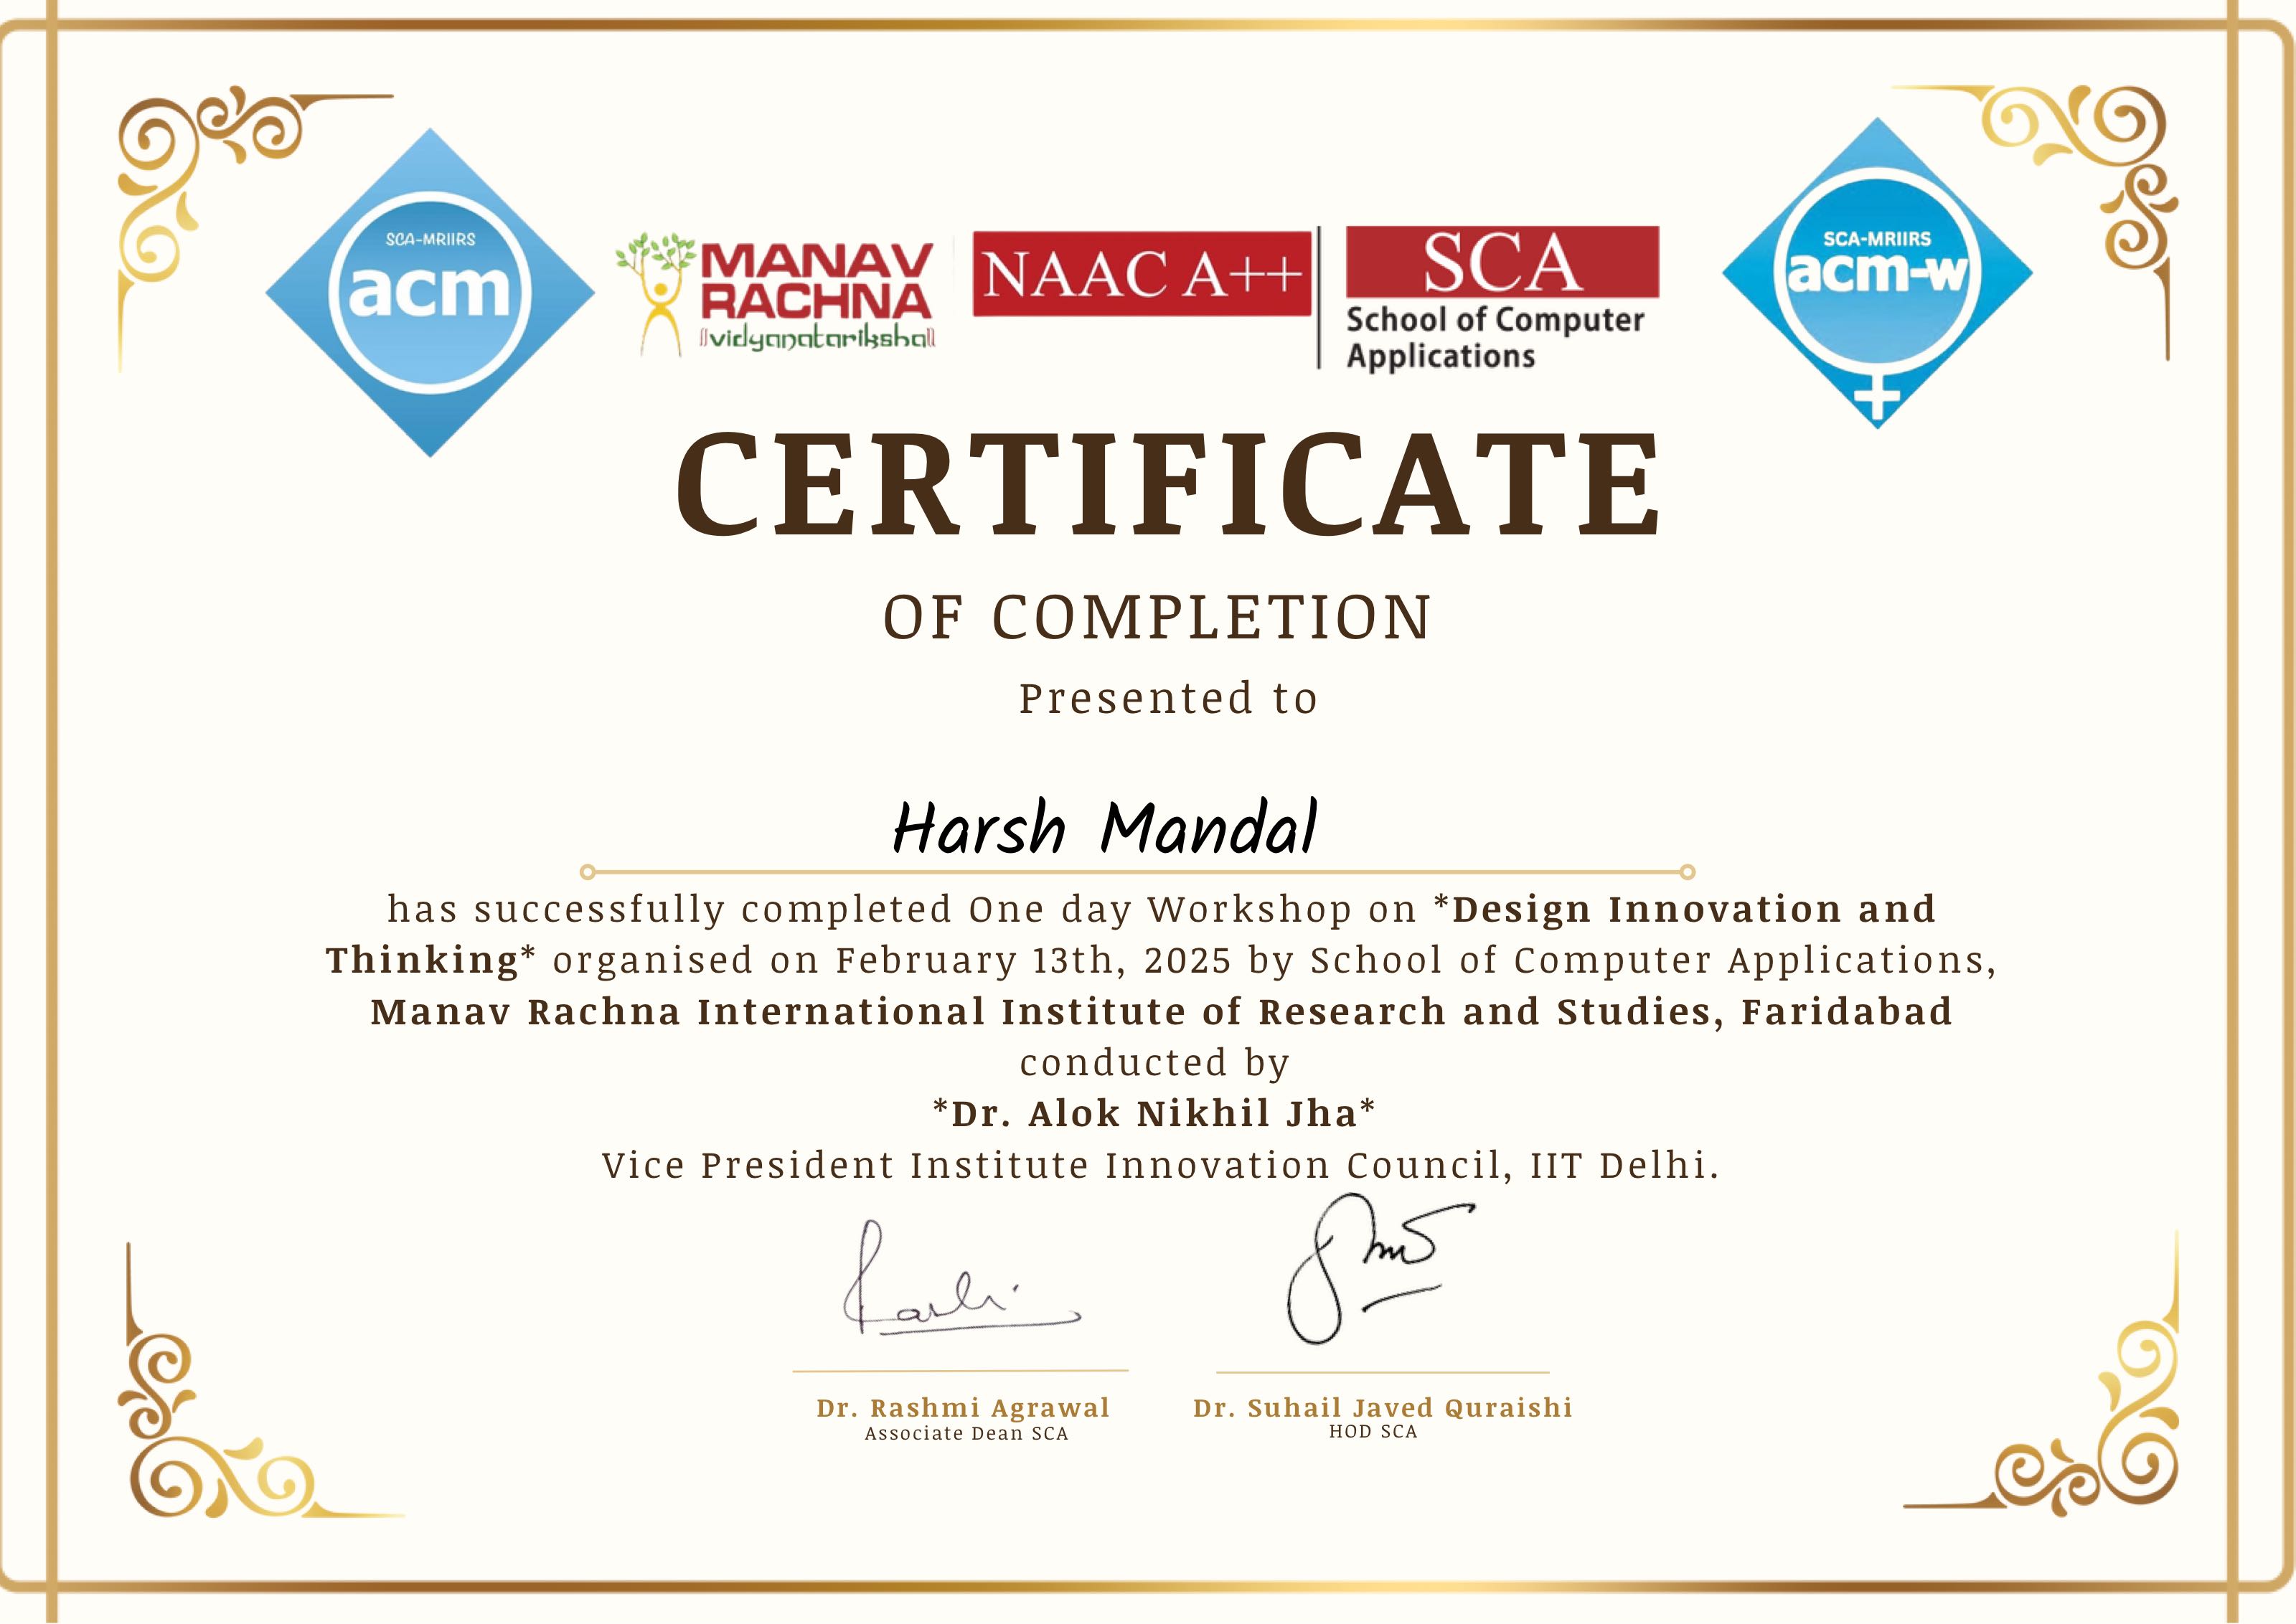 SCA-MRIIRS
acm
MANAV
RACHNA
vidyanatariksha
NAAC A++
SCA
School of Computer
Applications
SCA-MRIIRS
acm-w
CERTIFICATE
OF COMPLETION
Presented to
Harsh Mandal
has successfully completed One day Workshop on *Design Innovation and
Thinking* organised on February 13th, 2025 by School of Computer Applications,
Manav Rachna International Institute of Research and Studies, Faridabad
conducted by
*Dr. Alok Nikhil Jha*
Vice President Institute Innovation Council, IIT Delhi.
Dr. Rashmi Agrawal
Associate Dean SCA
Dr. Suhail Javed Quraishi
HOD SCA